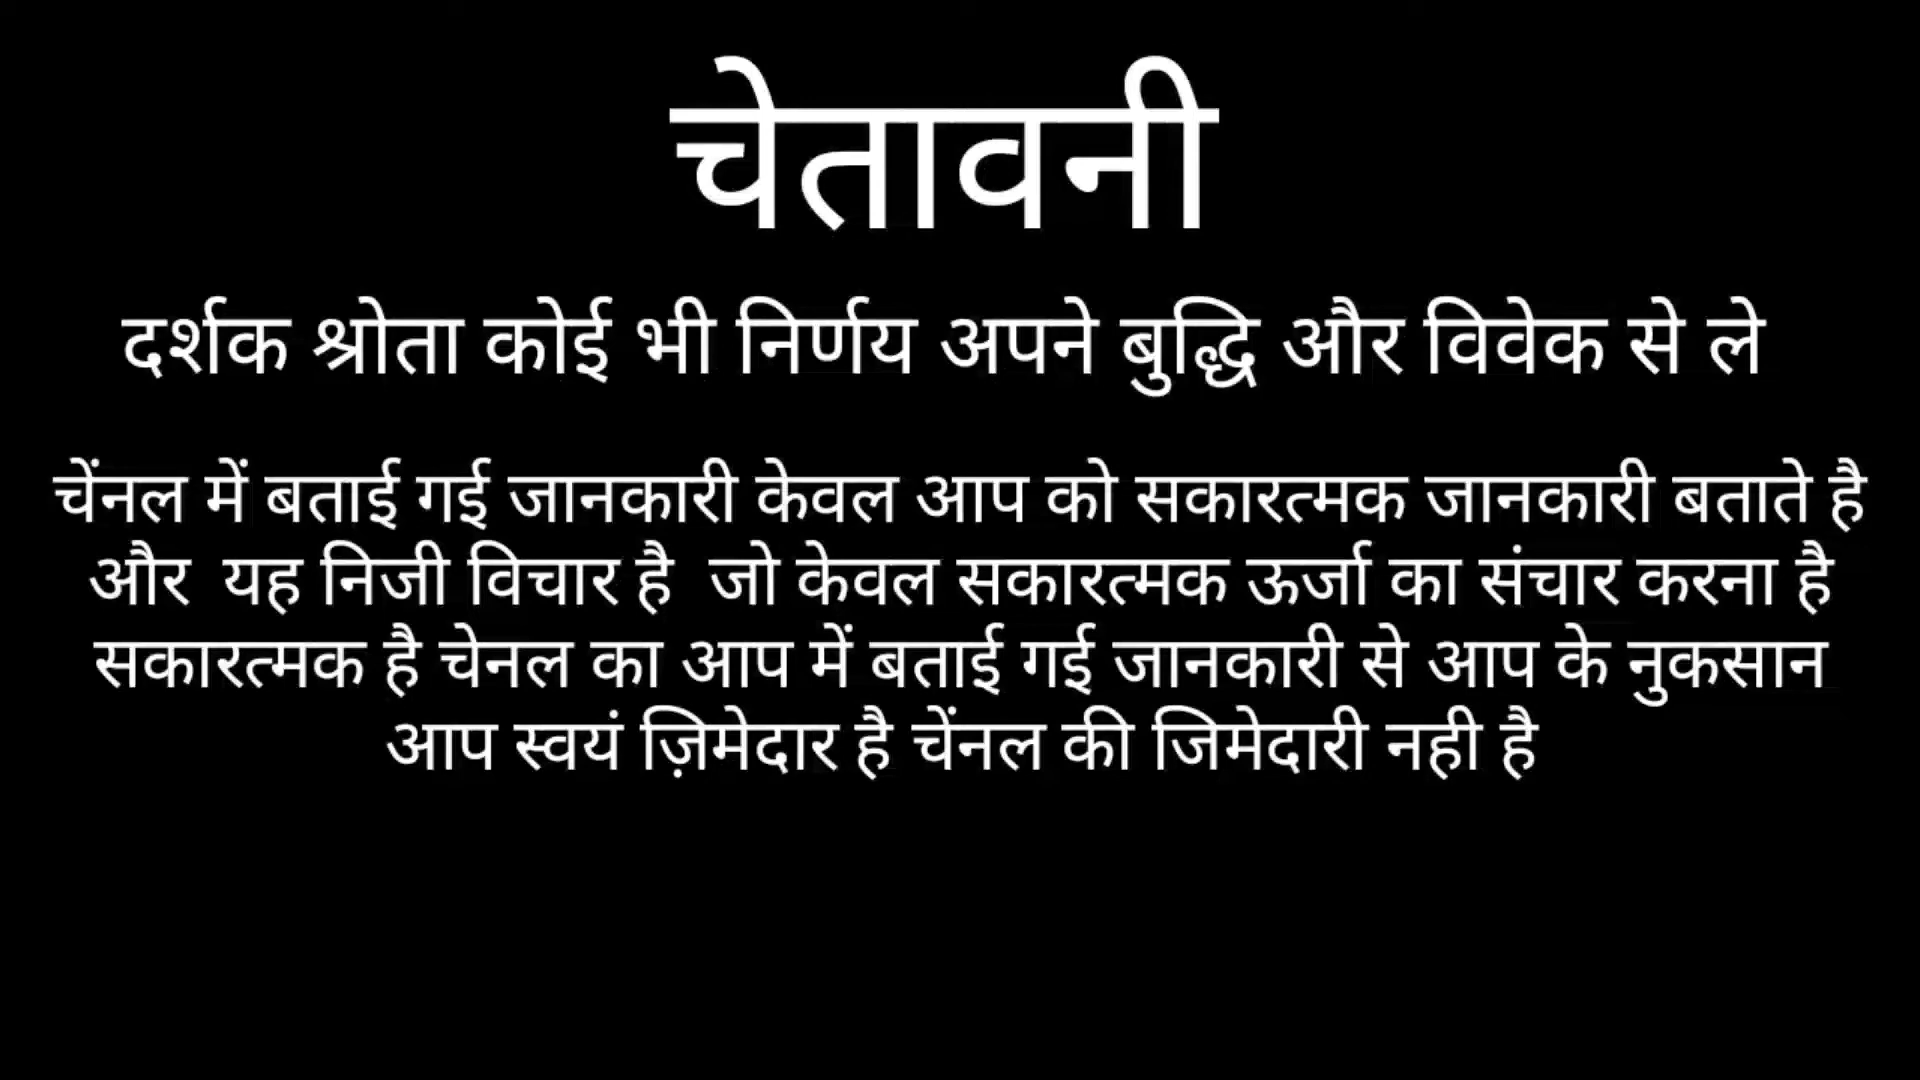 चेतावनी
दर्शक श्रोता कोई भी निर्णय अपने बुद्धि और विवेक से ले
चेंनल में बताई गई जानकारी केवल आप को सकारत्मक जानकारी बताते है
और यह निजी विचार है जो केवल सकारत्मक ऊर्जा का संचार करना है
सकारत्मक है चेनल का आप में बताई गई जानकारी से आप के नुकसान
आप स्वयं ज़िमेदार है चेंनल की जिमेदारी नही है